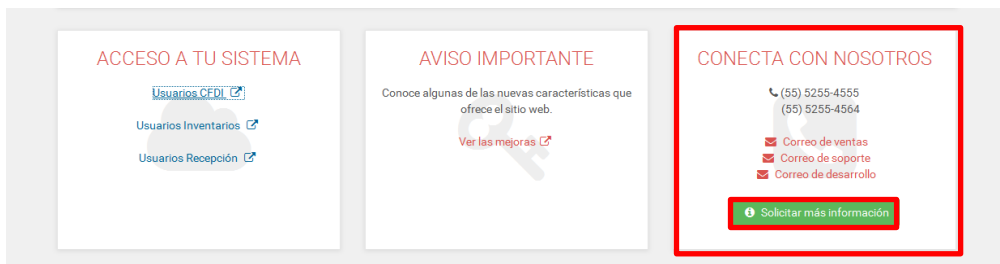 ACCESO A TU SISTEMA
Usuarios CFDI
Usuarios Inventarios
Usuarios Recepción
AVISO IMPORTANTE
Conoce algunas de las nuevas características que
ofrece el sitio web.
Ver las mejoras
CONECTA CON NOSOTROS
(55) 5255-4555
(55) 5255-4564
Correo de ventas
Correo de soporte
Correo de desarrollo
Solicitar más información